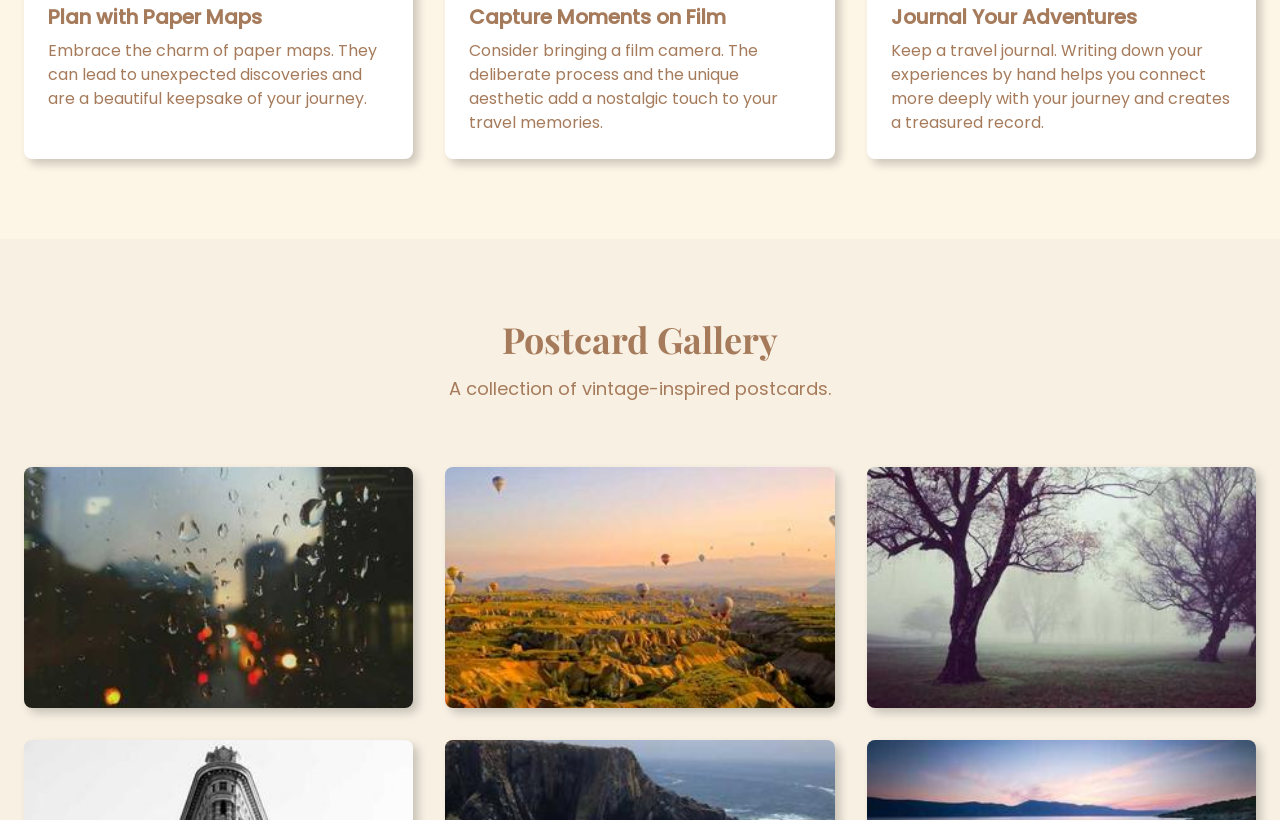 Plan with Paper Maps
Embrace the charm of paper maps. They
can lead to unexpected discoveries and
are a beautiful keepsake of your journey.
Capture Moments on Film
Consider bringing a film camera. The
deliberate process and the unique
aesthetic add a nostalgic touch to your
travel memories.
Journal Your Adventures
Keep a travel journal. Writing down your
experiences by hand helps you connect
more deeply with your journey and creates
a treasured record.
Postcard Gallery
A collection of vintage-inspired postcards.